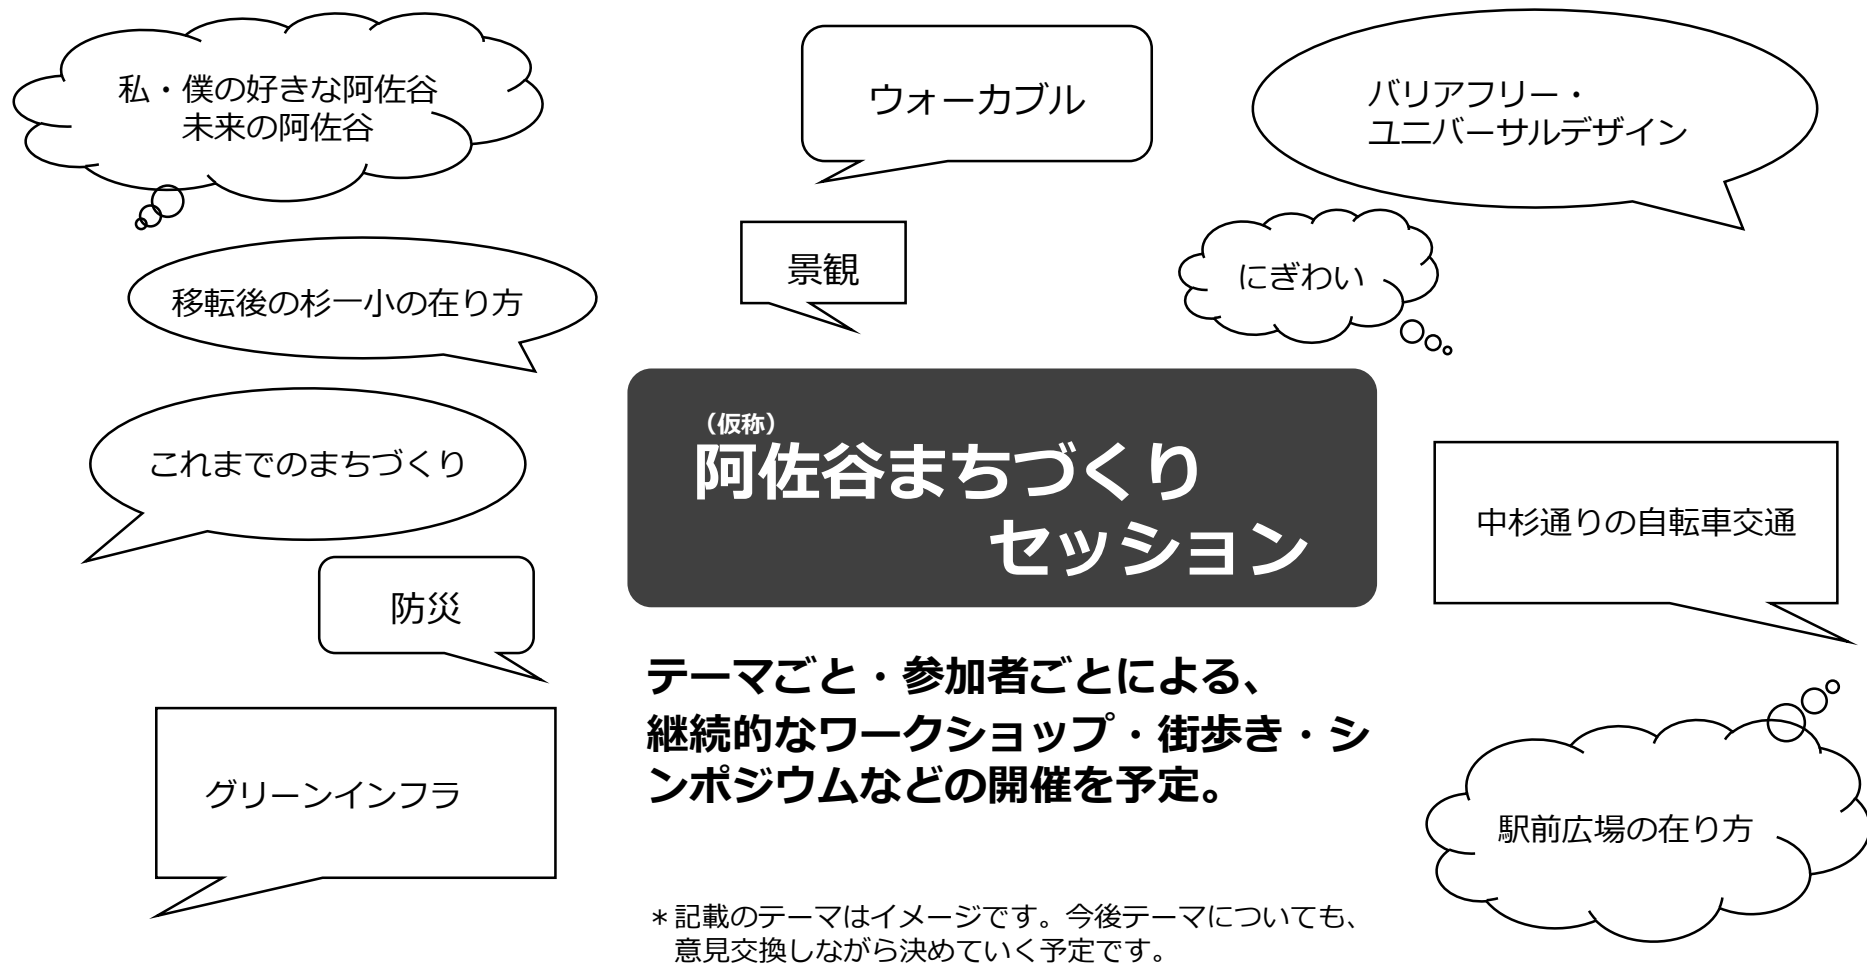 私・僕の好きな阿佐谷
未来の阿佐谷
ウォーカブル
バリアフリー・
ユニバーサルデザイン
景観
にぎわい
移転後の杉一小の在り方
これまでのまちづくり
（仮称）
阿佐谷まちづくり
セッション
中杉通りの自転車交通
防災
テーマごと・参加者ごとによる、
継続的なワークショップ・街歩き・シ
ンポジウムなどの開催を予定。
グリーンインフラ
駅前広場の在り方
＊記載のテーマはイメージです。今後テーマについても、
意見交換しながら決めていく予定です。